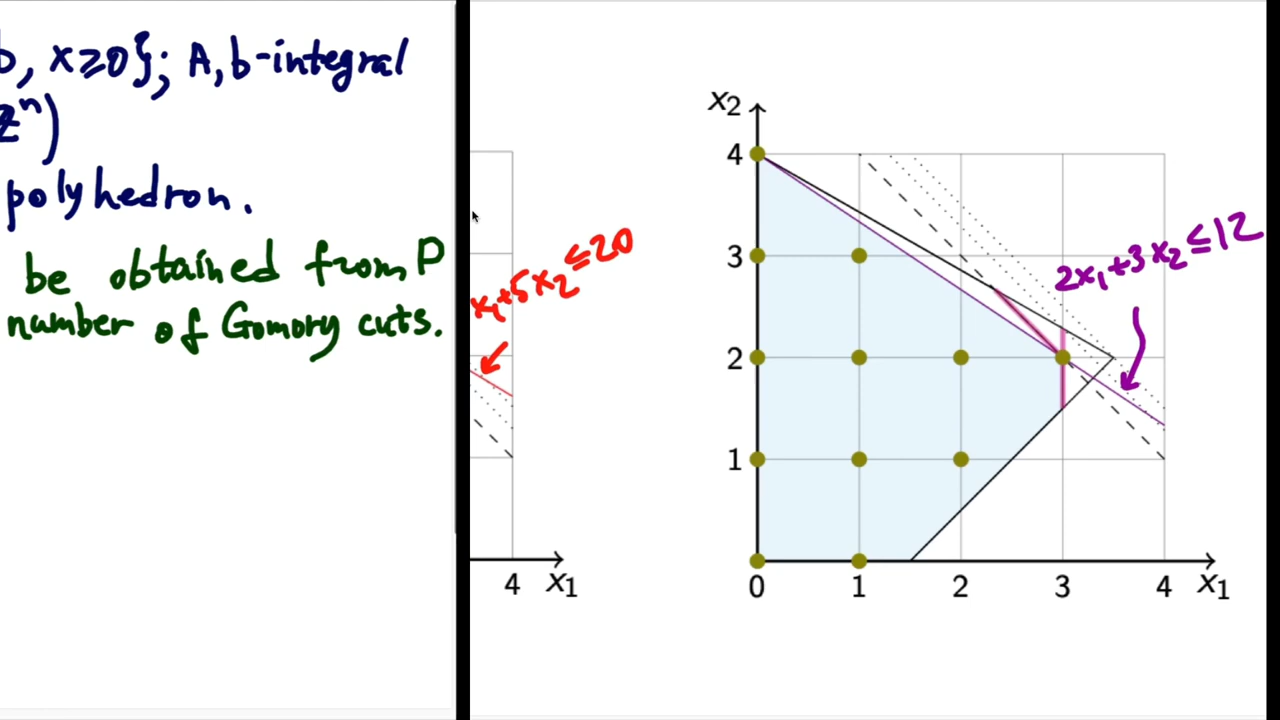 b, x≥0}; A,b-integral
Zⁿ)
polyhedron.
be obtained from P
number of Gomory cuts.
x₁+5x₂≤20
4 x₁
x₂
4
3
2
1
0 1 2 3 4 x₁
2x₁+3x₂≤12